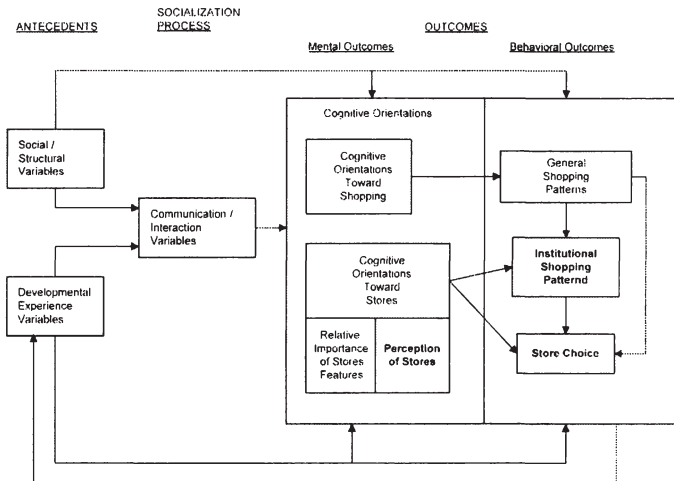 ANTECEDENTS
SOCIALIZATION
PROCESS
OUTCOMES
Mental Outcomes
Behavioral Outcomes
Social /
Structural
Variables
Developmental
Experience
Variables
Communication /
Interaction
Variables
Cognitive Orientations
Cognitive
Orientations
Toward
Shopping
Cognitive
Orientations
Toward
Stores
Relative
Importance
of Stores
Features
Perception
of Stores
General
Shopping
Patterns
Institutional
Shopping
Patternd
Store Choice